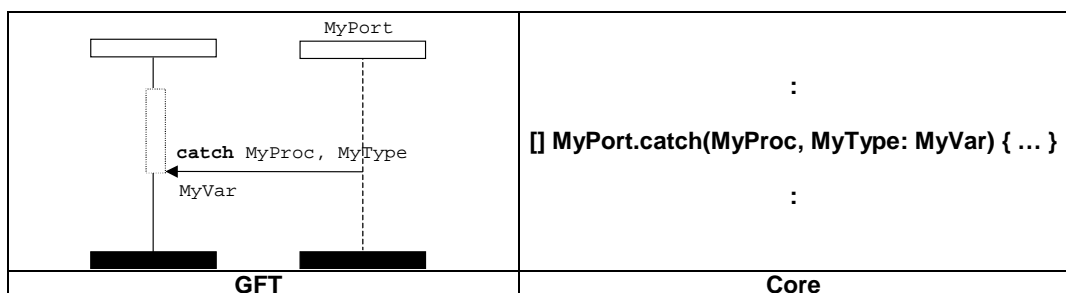 MyPort
catch MyProc, MyType
MyVar
:
[] MyPort.catch(MyProc, MyType: MyVar) { … }
:
GFT
Core